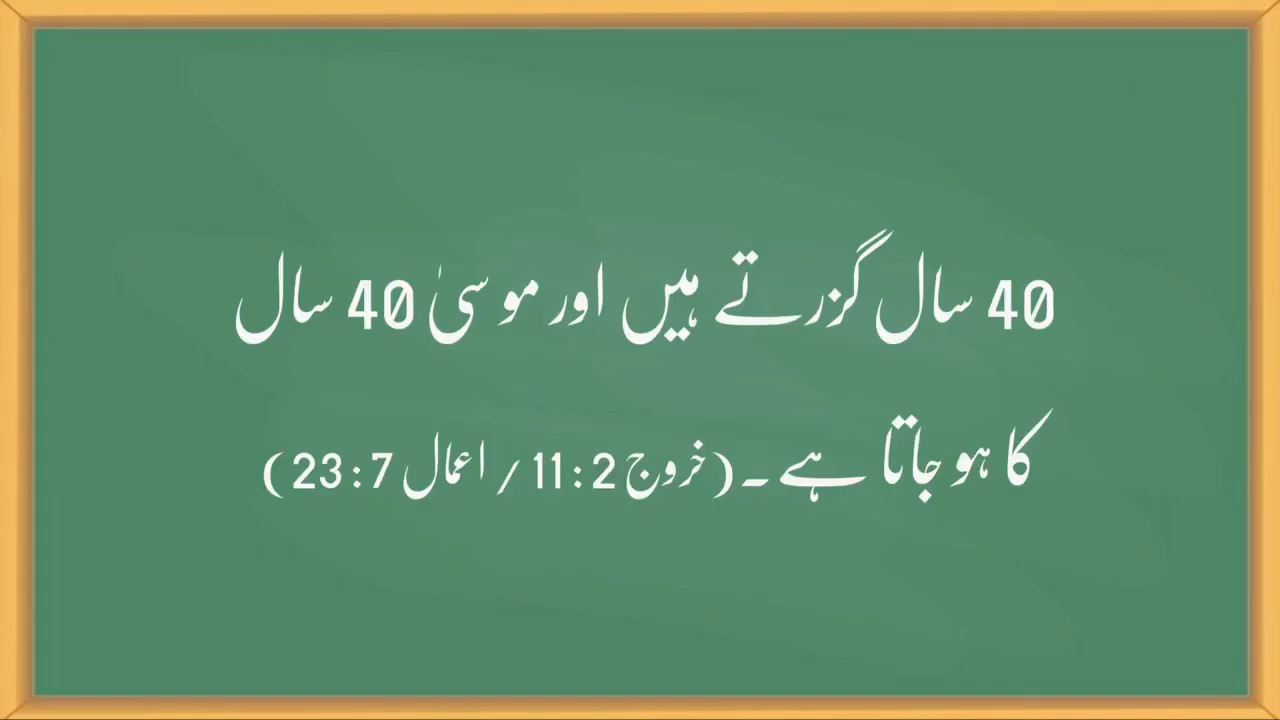 40 سال گزرتے ہیں اور موسیٰ 40 سال
کا ہو جاتا ہے۔ (خروج 2:11 / اعمال 7:23)